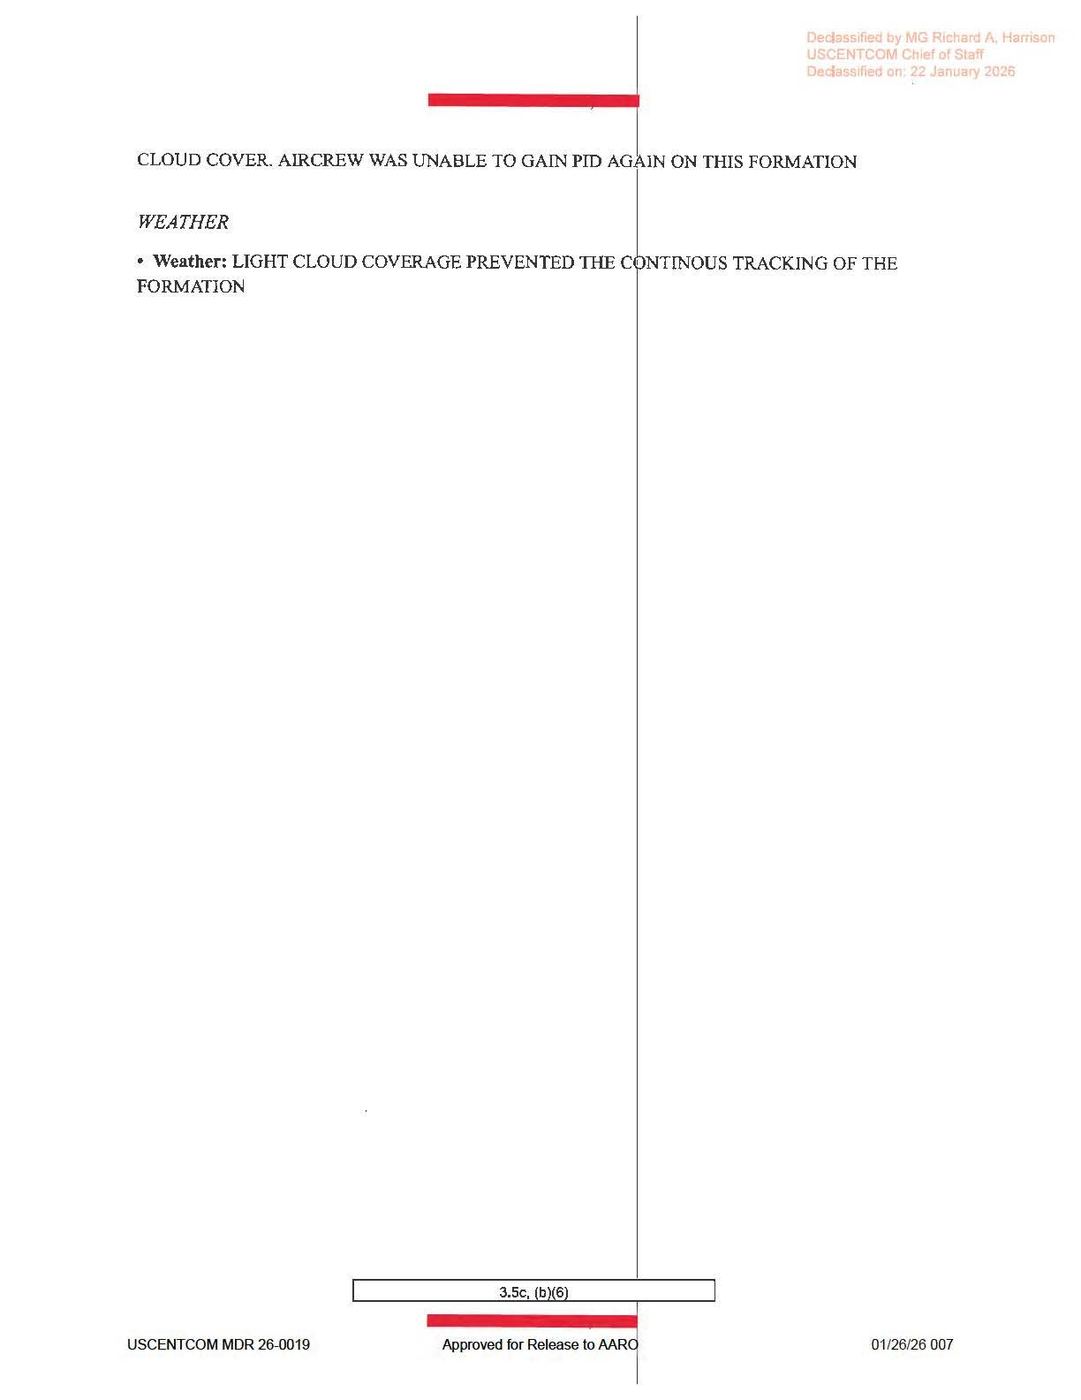 Declassified by MG Richard A. Harrison
USCENTCOM Chief of Staff
Declassified on: 22 January 2026
CLOUD COVER. AIRCREW WAS UNABLE TO GAIN PID AGAIN ON THIS FORMATION
WEATHER
• Weather: LIGHT CLOUD COVERAGE PREVENTED THE CONTINOUS TRACKING OF THE
FORMATION
3.5c, (b)(6)
USCENTCOM MDR 26-0019
Approved for Release to AARO
01/26/26 007